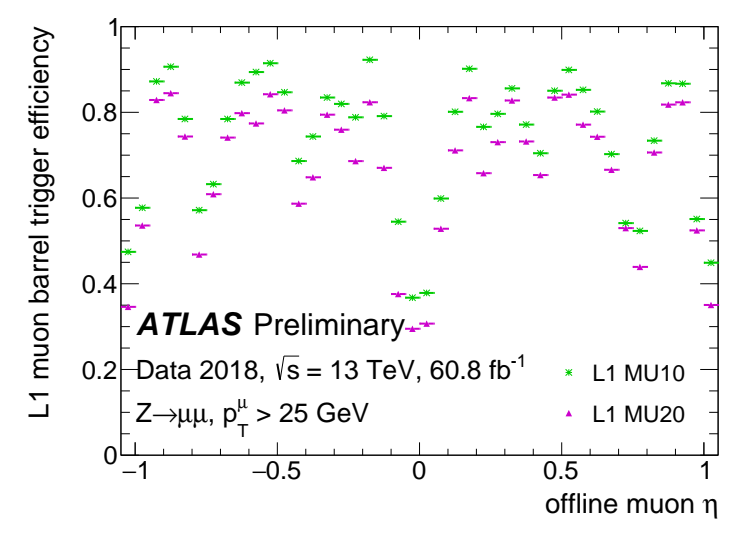 L1 muon barrel trigger efficiency
1
0.8
0.6
0.4
0.2
0
ATLAS Preliminary
Data 2018, √s = 13 TeV, 60.8 fb⁻¹
Z→μμ, p_T^μ > 25 GeV
L1 MU10
L1 MU20
−1 −0.5 0 0.5 1
offline muon η